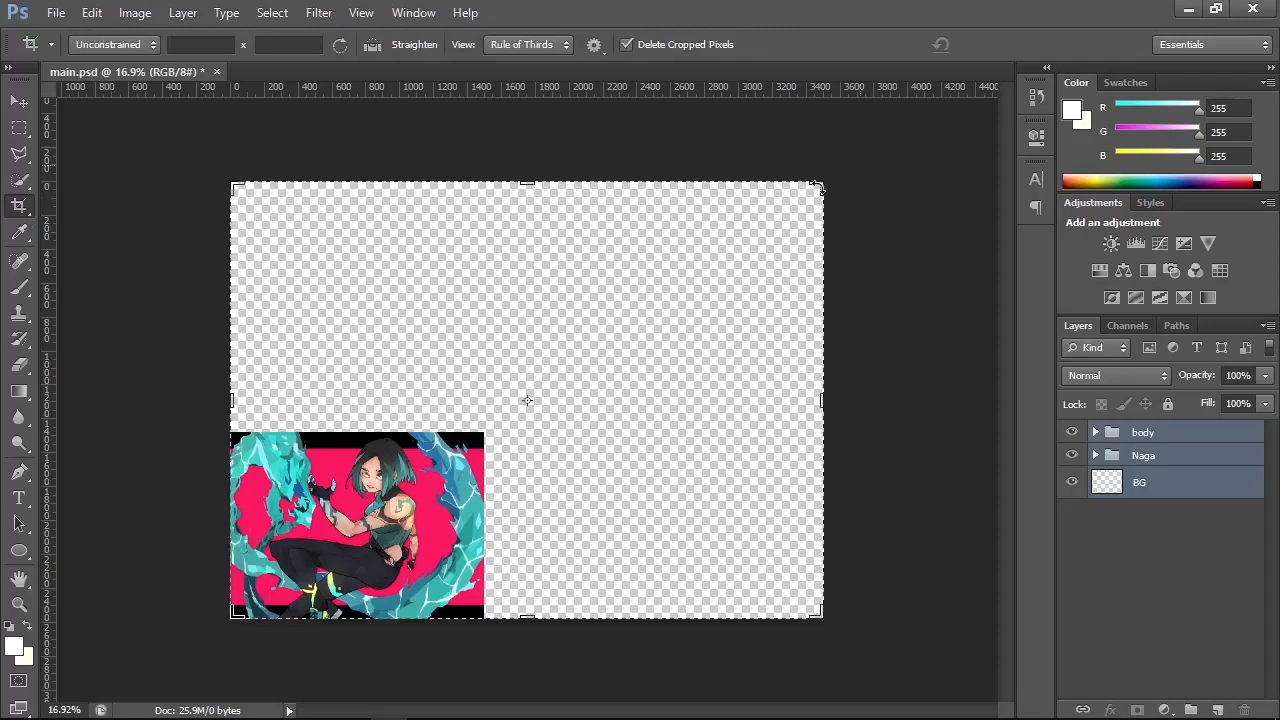 Ps File Edit Image Layer Type Select Filter View Window Help
Unconstrained x Straighten View: Rule of Thirds Delete Cropped Pixels Essentials
main.psd @ 16.9% (RGB/8#) * ×
1000 800 600 400 200 0 200 400 600 800 1000 1200 1400 1600 1800 2000 2200 2400 2600 2800 3000 3200 3400 3600 3800 4000 4200 4400
Color Swatches
R 255
G 255
B 255
Adjustments Styles
Add an adjustment
Layers Channels Paths
Kind
Normal Opacity: 100%
Lock: Fill: 100%
body
Naga
BG
16.92% Doc: 25.9M/0 bytes